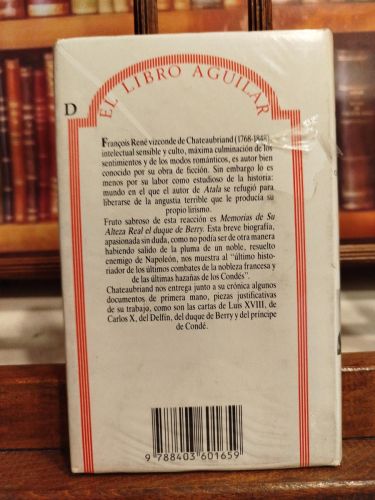 EL LIBRO AGUILAR
D
François René vizconde de Chateaubriand (1768-1848),
intelectual sensible y culto, máxima culminación de los
sentimientos y de los modos románticos, es autor bien
conocido por su obra de ficción. Sin embargo lo es
menos por su labor como estudioso de la historia:
mundo en el que el autor de Atala se refugió para
liberarse de la angustia terrible que le producía su
propio lirismo.
Fruto sabroso de esta reacción es Memorias de Su
Alteza Real el duque de Berry. Esta breve biografía,
apasionada sin duda, como no podía ser de otra manera
habiendo salido de la pluma de un noble, resuelto
enemigo de Napoleón, nos muestra al "último histo-
riador de los últimos combates de la nobleza francesa y
de las últimas hazañas de los Condés".
Chateaubriand nos entrega junto a su crónica algunos
documentos de primera mano, piezas justificativas
de su trabajo, como son las cartas de Luis XVIII, de
Carlos X, del Delfín, del duque de Berry y del príncipe
de Condé.
9 788403 601659